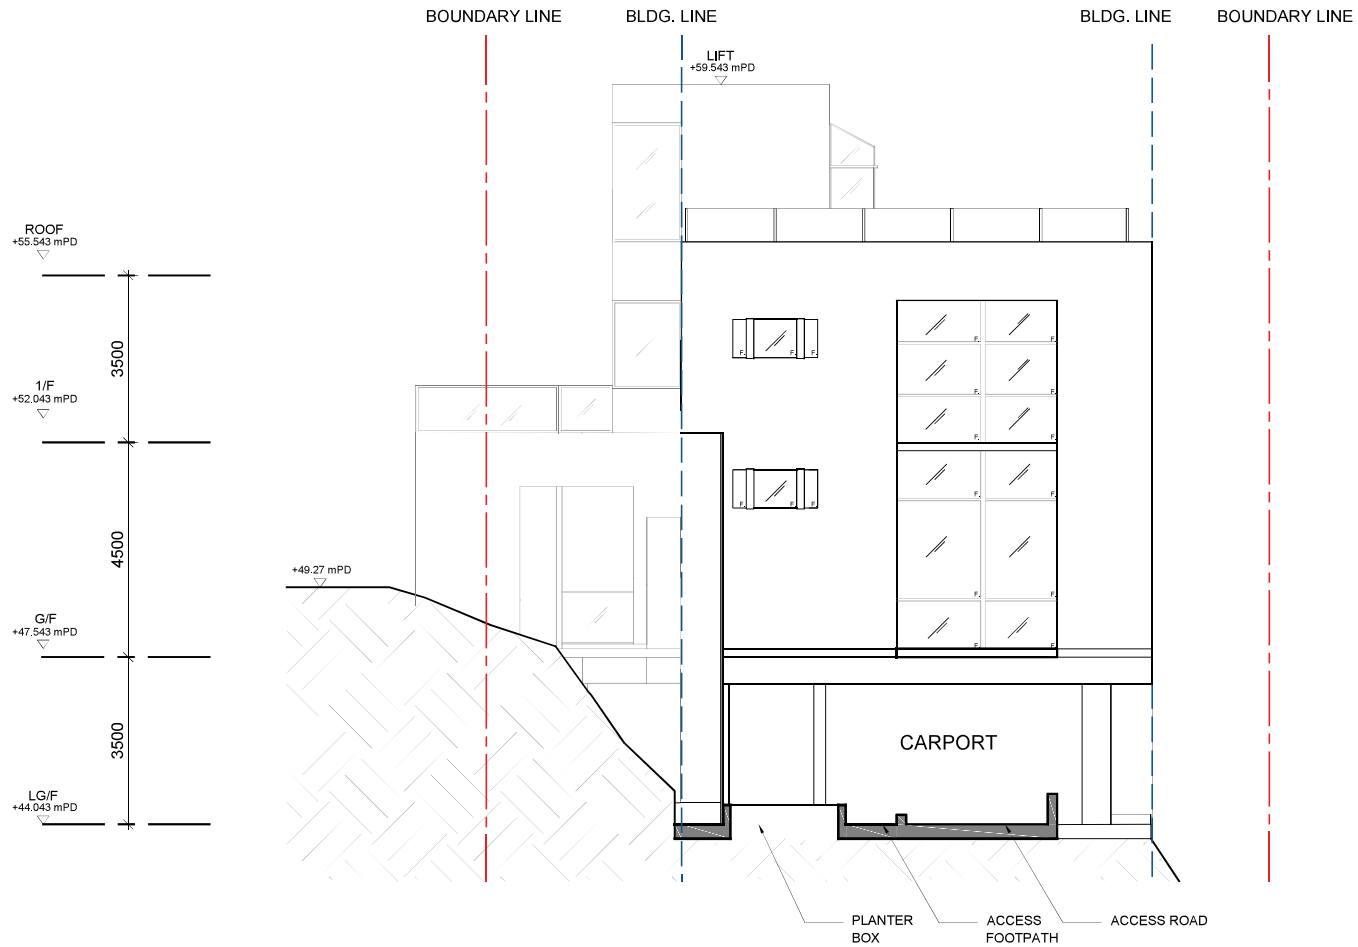 BOUNDARY LINE
BLDG. LINE
BLDG. LINE
BOUNDARY LINE
LIFT
+59.543 mPD
ROOF
+55.543 mPD
3500
1/F
+52.043 mPD
F.
F.
F.
F.
F.
F.
F.
F.
F.
4500
F.
F.
F.
F.
F.
+49.27 mPD
F.
F.
G/F
+47.543 mPD
F.
F.
3500
CARPORT
LG/F
+44.043 mPD
PLANTER
BOX
ACCESS
FOOTPATH
ACCESS ROAD